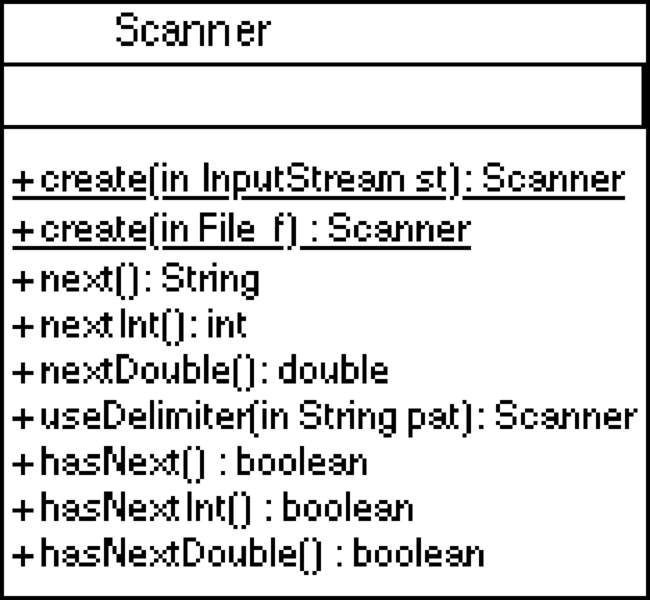 Scanner
+create(in InputStream st): Scanner
+create(in File f) : Scanner
+next(): String
+nextInt(): int
+nextDouble(): double
+useDelimiter(in String pat): Scanner
+hasNext() : boolean
+hasNextInt() : boolean
+hasNextDouble() : boolean